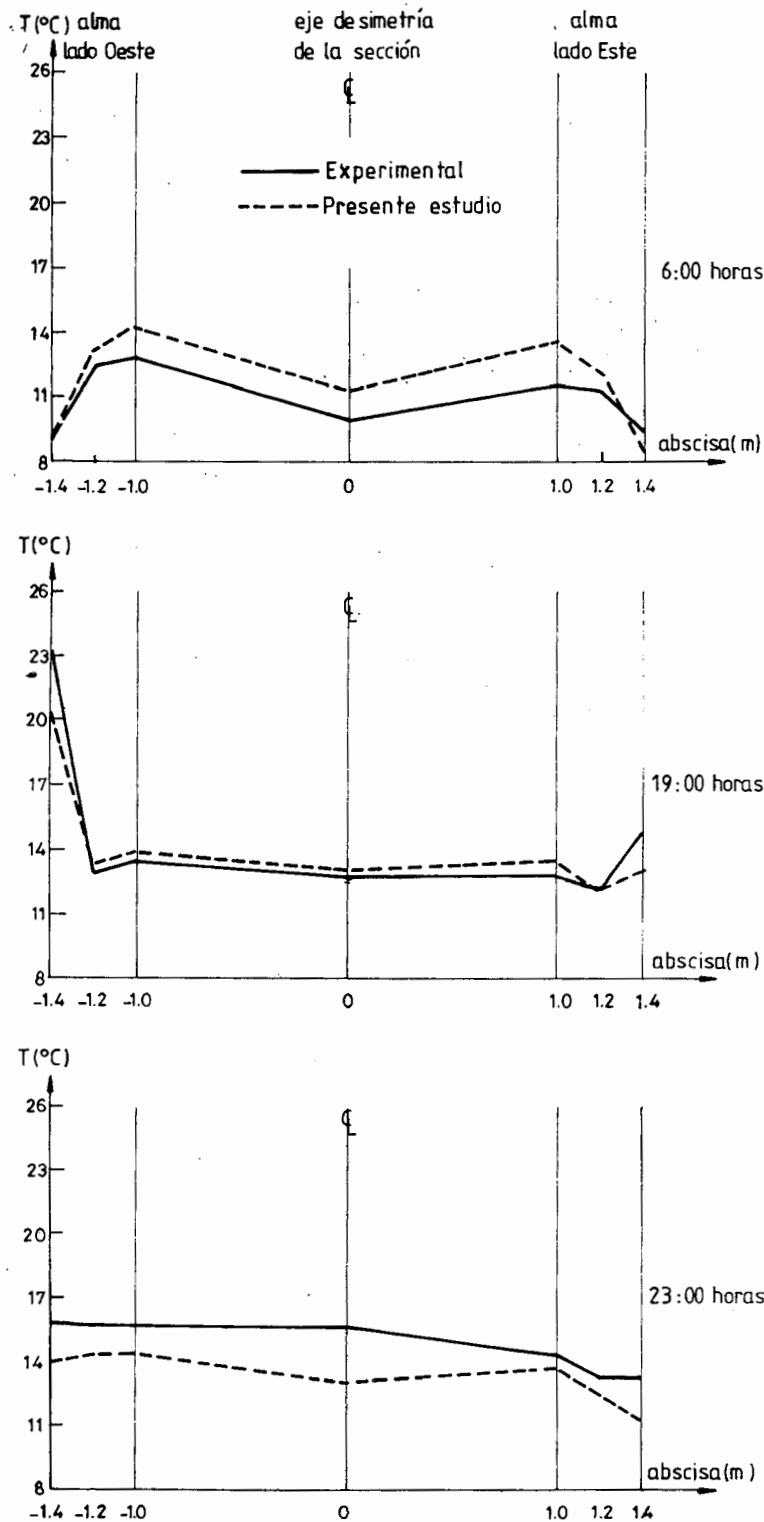 T(°C) alma eje de simetría alma
lado Oeste de la sección lado Este
26
℄
23
Experimental
20
Presente estudio
17
6:00 horas
14
11
8
abscisa(m)
-1.4 -1.2 -1.0 0 1.0 1.2 1.4
T(°C)
26
℄
23
20
17
19:00 horas
14
11
8
abscisa(m)
-1.4 -1.2 -1.0 0 1.0 1.2 1.4
T(°C)
26
℄
23
20
17
23:00 horas
14
11
8
abscisa(m)
-1.4 -1.2 -1.0 0 1.0 1.2 1.4